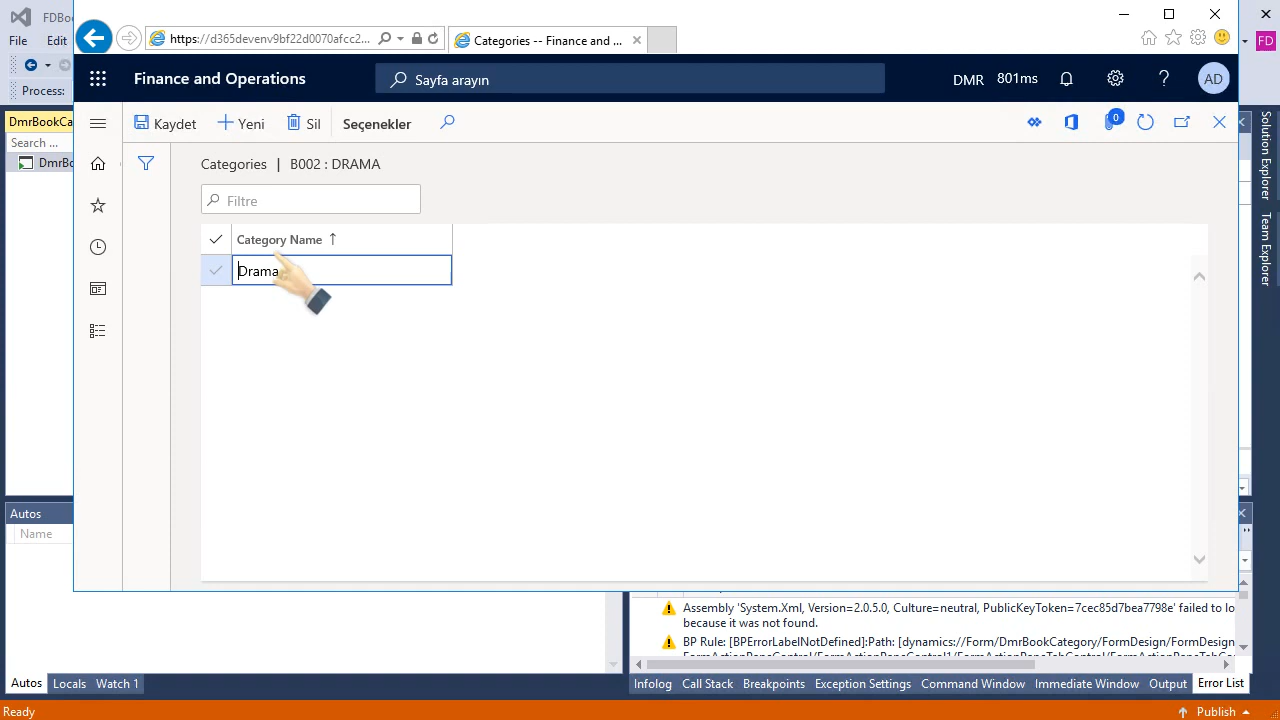 FDBoo
File Edit
Process:
DmrBookCa
Search ...
DmrBo
https://d365devenv9bf22d0070afcc2...
Categories -- Finance and ...
FD
Finance and Operations
Sayfa arayın
DMR 801ms
AD
Kaydet
Yeni
Sil
Seçenekler
0
Categories | B002 : DRAMA
Filtre
Category Name ↑
Drama
Solution Explorer
Team Explorer
Autos
Name
Assembly 'System.Xml, Version=2.0.5.0, Culture=neutral, PublicKeyToken=7cec85d7bea7798e' failed to lo
because it was not found.
BP Rule: [BPErrorLabelNotDefined]:Path: [dynamics://Form/DmrBookCategory/FormDesign/FormDesign
Autos Locals Watch 1
Infolog Call Stack Breakpoints Exception Settings Command Window Immediate Window Output Error List
Ready
Publish